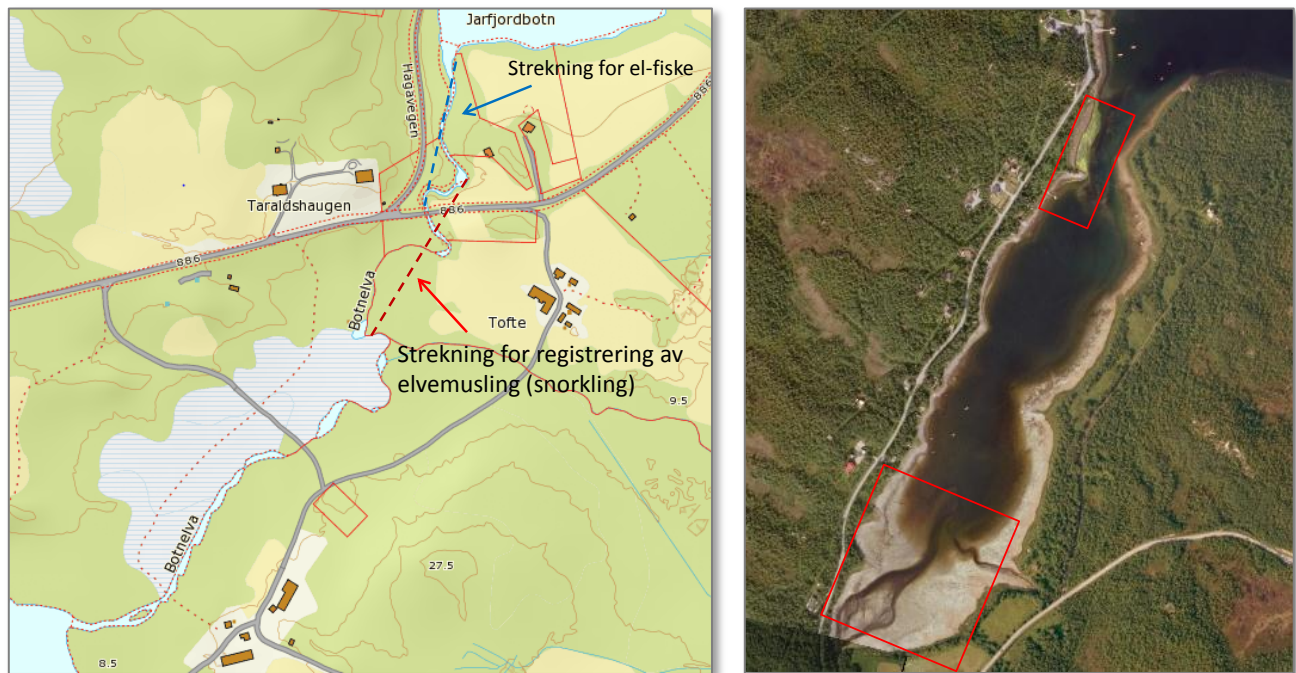 Jarfjordbotn
Strekning for el-fiske
Hagavegen
886
Taraldshaugen
886
886
Botnelva
Tofte
Strekning for registrering av
elvemusling (snorkling)
9.5
Botnelva
27.5
8.5